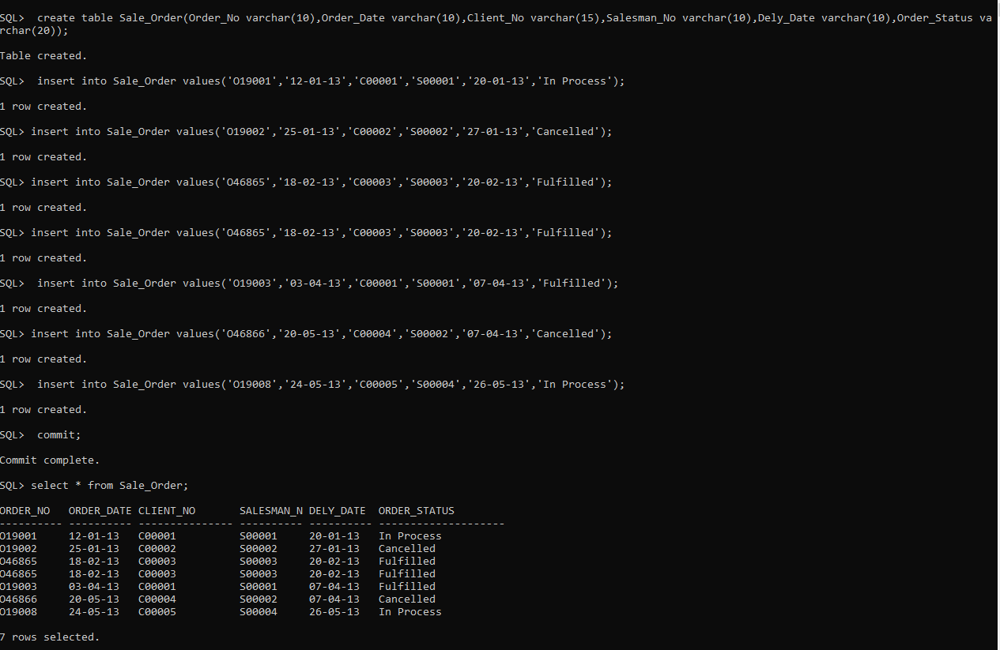 SQL>  create table Sale_Order(Order_No varchar(10),Order_Date varchar(10),Client_No varchar(15),Salesman_No varchar(10),Dely_Date varchar(10),Order_Status va
rchar(20));
Table created.
SQL>  insert into Sale_Order values('O19001','12-01-13','C00001','S00001','20-01-13','In Process');
1 row created.
SQL> insert into Sale_Order values('O19002','25-01-13','C00002','S00002','27-01-13','Cancelled');
1 row created.
SQL> insert into Sale_Order values('O46865','18-02-13','C00003','S00003','20-02-13','Fulfilled');
1 row created.
SQL> insert into Sale_Order values('O46865','18-02-13','C00003','S00003','20-02-13','Fulfilled');
1 row created.
SQL>  insert into Sale_Order values('O19003','03-04-13','C00001','S00001','07-04-13','Fulfilled');
1 row created.
SQL> insert into Sale_Order values('O46866','20-05-13','C00004','S00002','07-04-13','Cancelled');
1 row created.
SQL>  insert into Sale_Order values('O19008','24-05-13','C00005','S00004','26-05-13','In Process');
1 row created.
SQL>  commit;
Commit complete.
SQL> select * from Sale_Order;
ORDER_NO   ORDER_DATE CLIENT_NO       SALESMAN_N DELY_DATE  ORDER_STATUS
---------- ---------- --------------- ---------- ---------- --------------------
O19001     12-01-13   C00001          S00001     20-01-13   In Process
O19002     25-01-13   C00002          S00002     27-01-13   Cancelled
O46865     18-02-13   C00003          S00003     20-02-13   Fulfilled
O46865     18-02-13   C00003          S00003     20-02-13   Fulfilled
O19003     03-04-13   C00001          S00001     07-04-13   Fulfilled
O46866     20-05-13   C00004          S00002     07-04-13   Cancelled
O19008     24-05-13   C00005          S00004     26-05-13   In Process
7 rows selected.